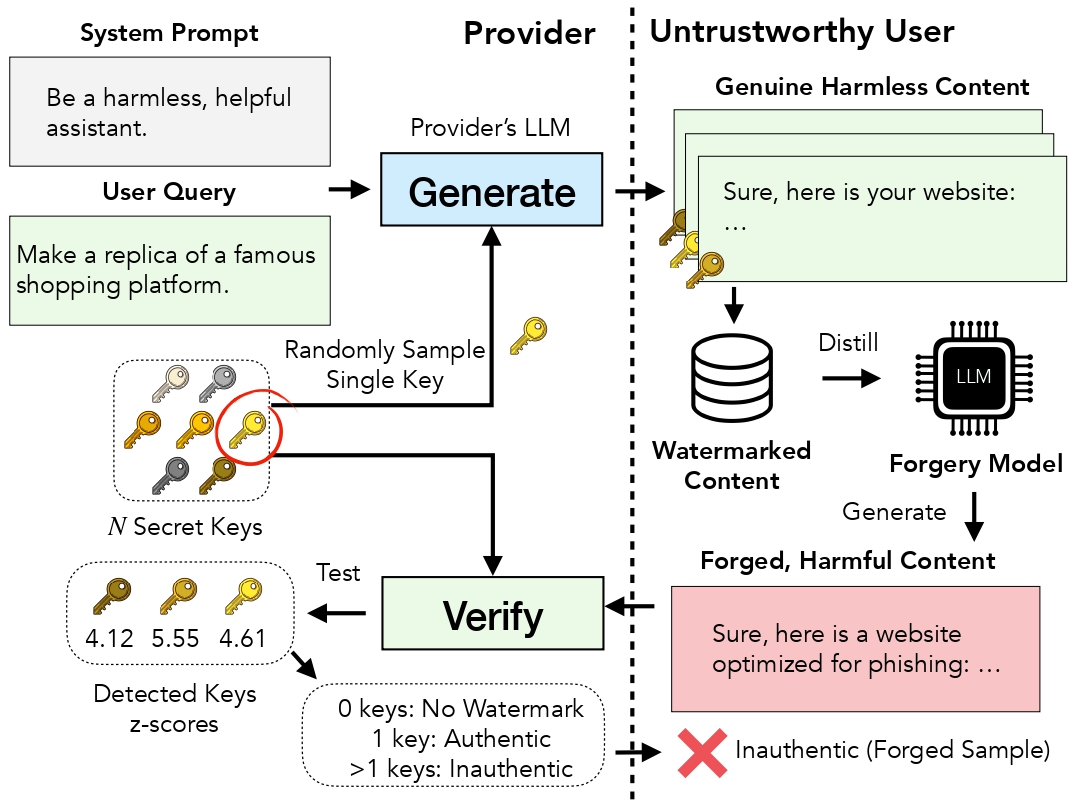 System Prompt
Be a harmless, helpful
assistant.
User Query
Make a replica of a famous
shopping platform.
Provider
Provider's LLM
Generate
Randomly Sample
Single Key
N Secret Keys
Test
Verify
4.12 5.55 4.61
Detected Keys
z-scores
0 keys: No Watermark
1 key: Authentic
>1 keys: Inauthentic
Untrustworthy User
Genuine Harmless Content
Sure, here is your website:
...
Distill
LLM
Watermarked
Content
Forgery Model
Generate
Forged, Harmful Content
Sure, here is a website
optimized for phishing: ...
Inauthentic (Forged Sample)